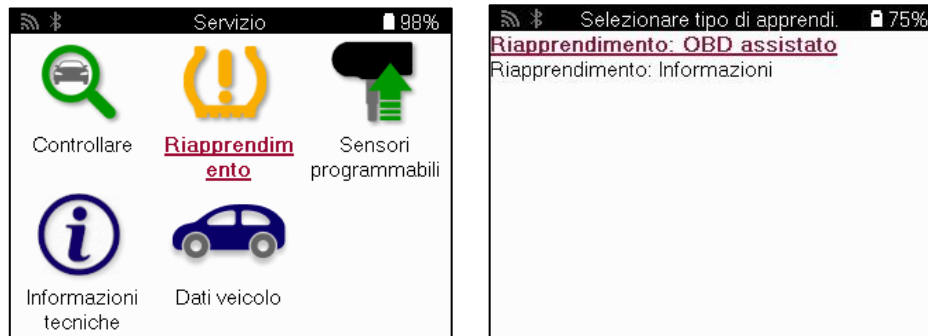 Servizio
98%
Controllare
Riapprendim
ento
Sensori
programmabili
Informazioni
tecniche
Dati veicolo
Selezionare tipo di apprendi.
75%
Riapprendimento: OBD assistato
Riapprendimento: Informazioni